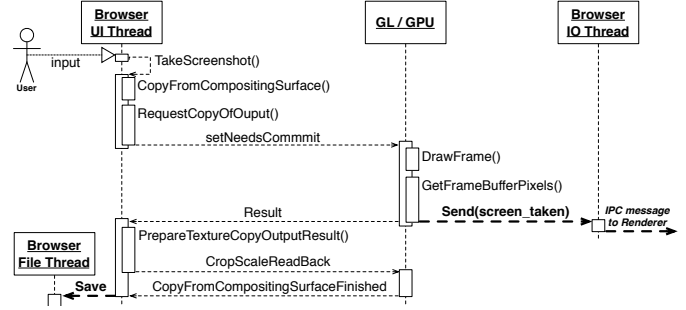 Browser
UI Thread
GL / GPU
Browser
IO Thread
User
input
TakeScreenshot()
CopyFromCompositingSurface()
RequestCopyOfOuput()
setNeedsCommmit
DrawFrame()
GetFrameBufferPixels()
Result
Send(screen_taken)
IPC message
to Renderer
PrepareTextureCopyOutputResult()
Browser
File Thread
CropScaleReadBack
Save
CopyFromCompositingSurfaceFinished